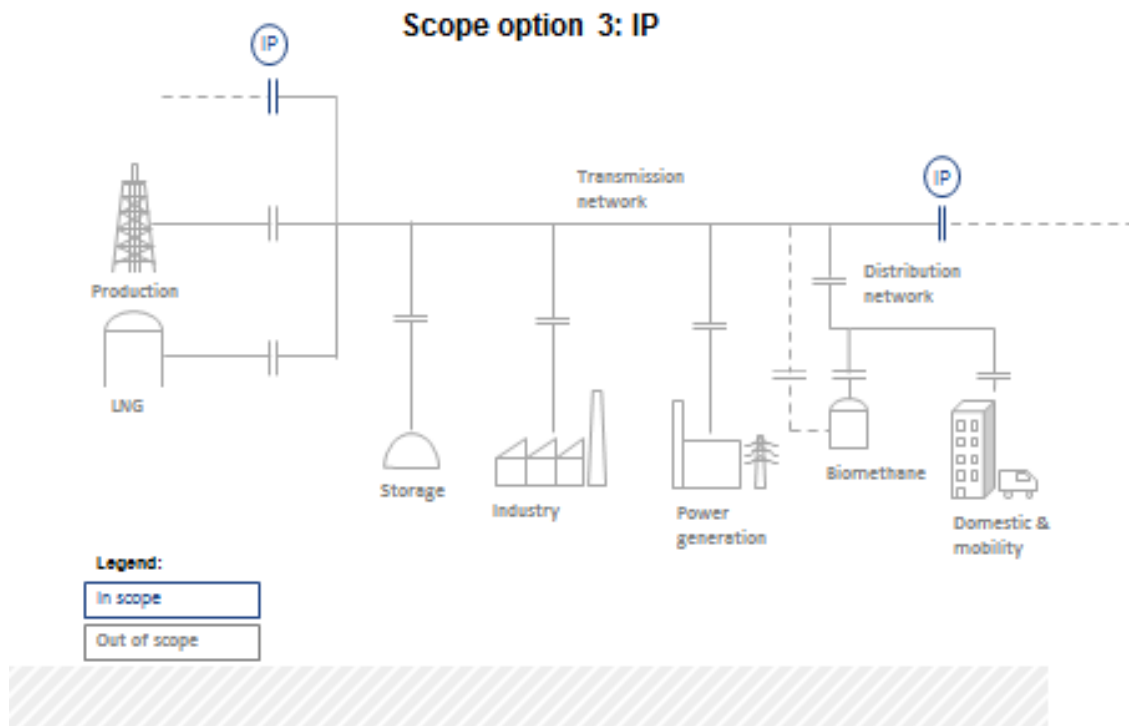 Scope option 3: IP
IP
Transmission
network
IP
Distribution
network
Production
LNG
Storage
Industry
Power
generation
Biomethane
Domestic &
mobility
Legend:
In scope
Out of scope